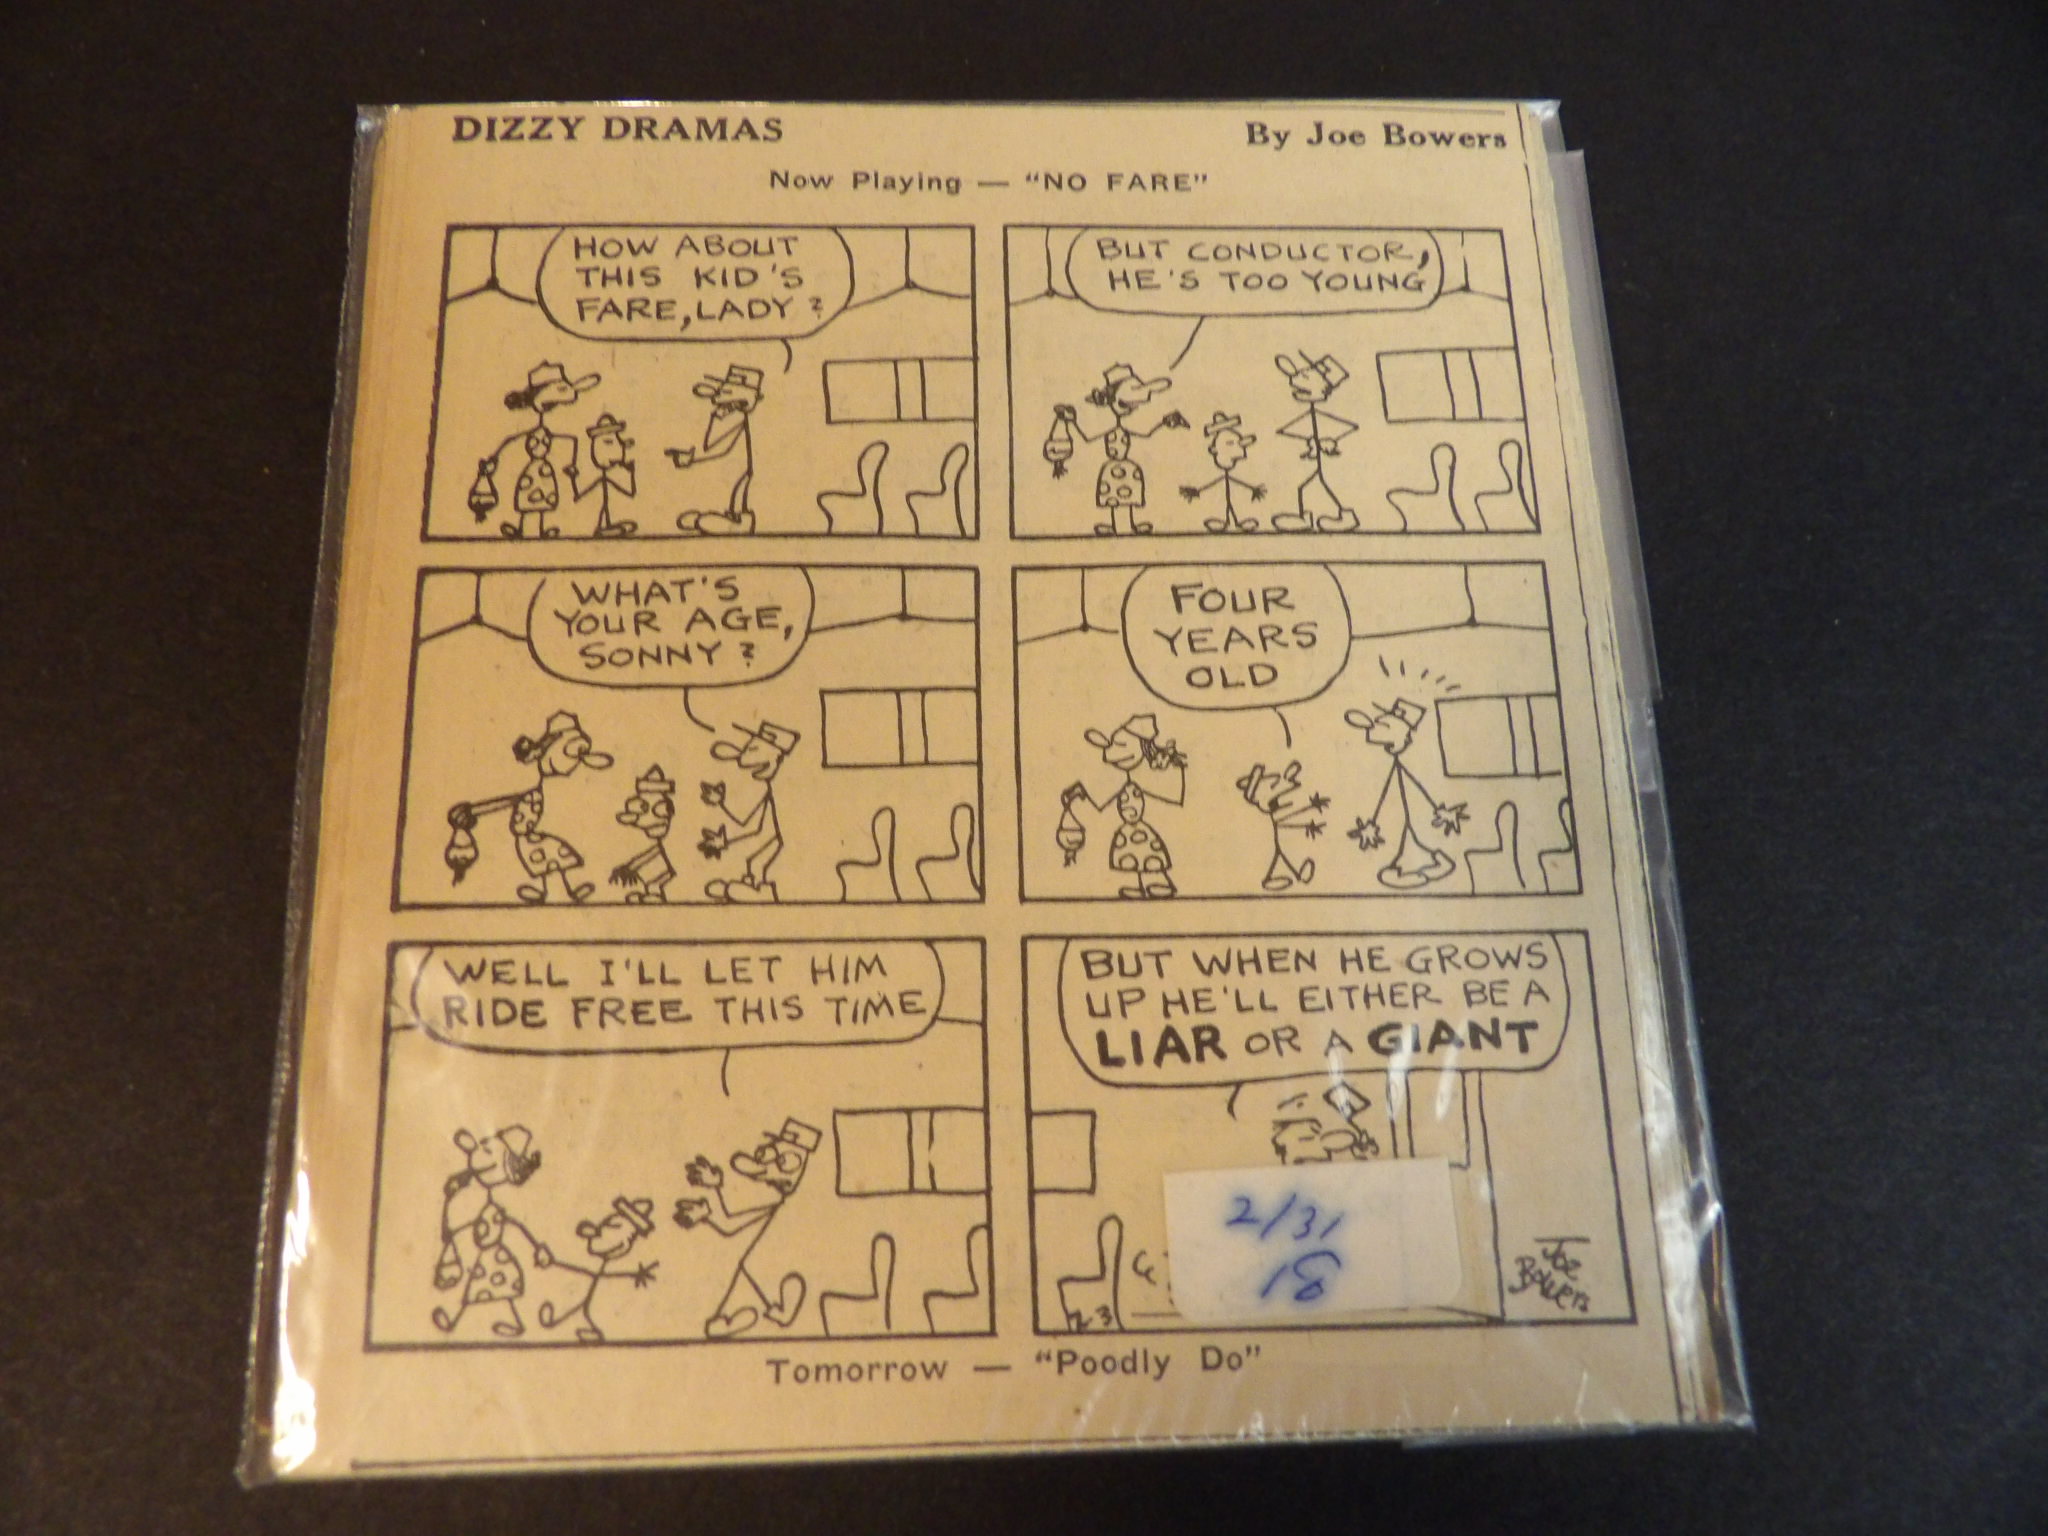 DIZZY DRAMAS
By Joe Bowers
Now Playing — "NO FARE"
HOW ABOUT
THIS KID'S
FARE, LADY?
BUT CONDUCTOR,
HE'S TOO YOUNG
WHAT'S
YOUR AGE,
SONNY?
FOUR
YEARS
OLD
WELL I'LL LET HIM
RIDE FREE THIS TIME
BUT WHEN HE GROWS
UP HE'LL EITHER BE A
LIAR OR A GIANT
2/31
18
Joe
Bowers
2 3
Tomorrow — "Poodly Do"